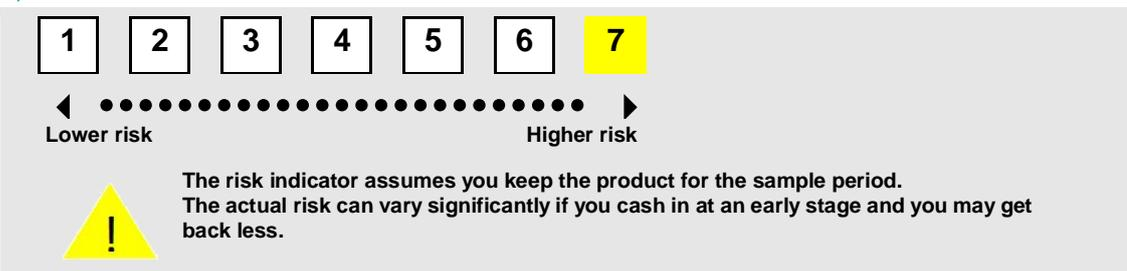 1 2 3 4 5 6 7
Lower risk Higher risk
The risk indicator assumes you keep the product for the sample period.
The actual risk can vary significantly if you cash in at an early stage and you may get
back less.
!